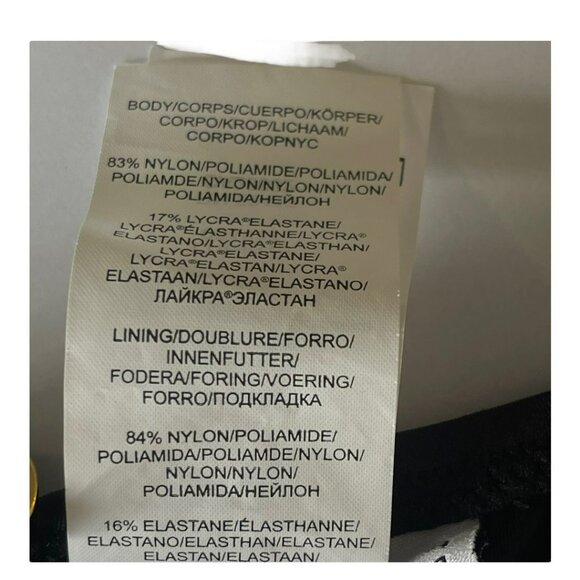 BODY/CORPS/CUERPO/KÖRPER/
CORPO/KROP/LICHAAM/
CORPO/КОРПУС
83% NYLON/POLIAMIDE/POLIAMIDA/
POLIAMDE/NYLON/NYLON/NYLON/
POLIAMIDA/НЕЙЛОН
17% LYCRA®ELASTANE/
LYCRA®ÉLASTHANNE/LYCRA®
ELASTANO/LYCRA®ELASTHAN/
LYCRA®ELASTANE/
LYCRA®ELASTAN/LYCRA®
ELASTAAN/LYCRA®ELASTANO/
ЛАЙКРА®ЭЛАСТАН
LINING/DOUBLURE/FORRO/
INNENFUTTER/
FODERA/FORING/VOERING/
FORRO/ПОДКЛАДКА
84% NYLON/POLIAMIDE/
POLIAMIDA/POLIAMDE/NYLON/
NYLON/NYLON/
POLIAMIDA/НЕЙЛОН
16% ELASTANE/ÉLASTHANNE/
ELASTANO/ELASTHAN/ELASTANE/
ELASTAN/ELASTAAN/